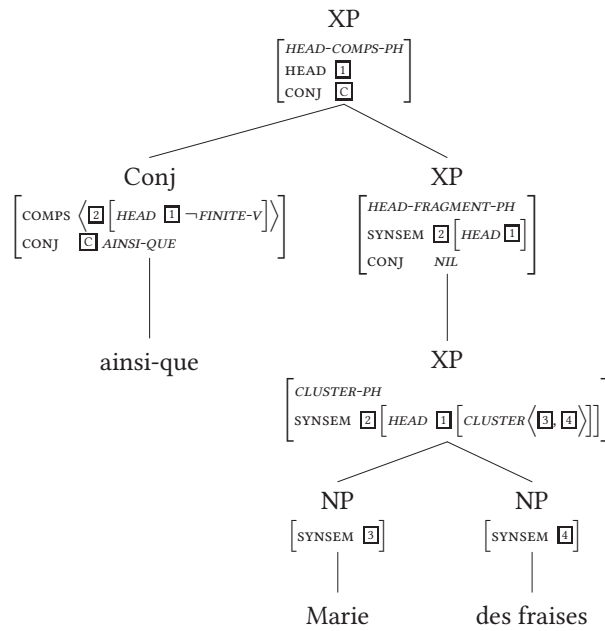 XP
HEAD-COMPS-PH
HEAD 1
CONJ C
Conj
COMPS ⟨2[HEAD 1 ¬FINITE-V]⟩
CONJ C AINSI-QUE
XP
HEAD-FRAGMENT-PH
SYNSEM 2[HEAD 1]
CONJ NIL
ainsi-que
XP
CLUSTER-PH
SYNSEM 2[HEAD 1[CLUSTER⟨3, 4⟩]]
NP NP
[SYNSEM 3] [SYNSEM 4]
Marie des fraises